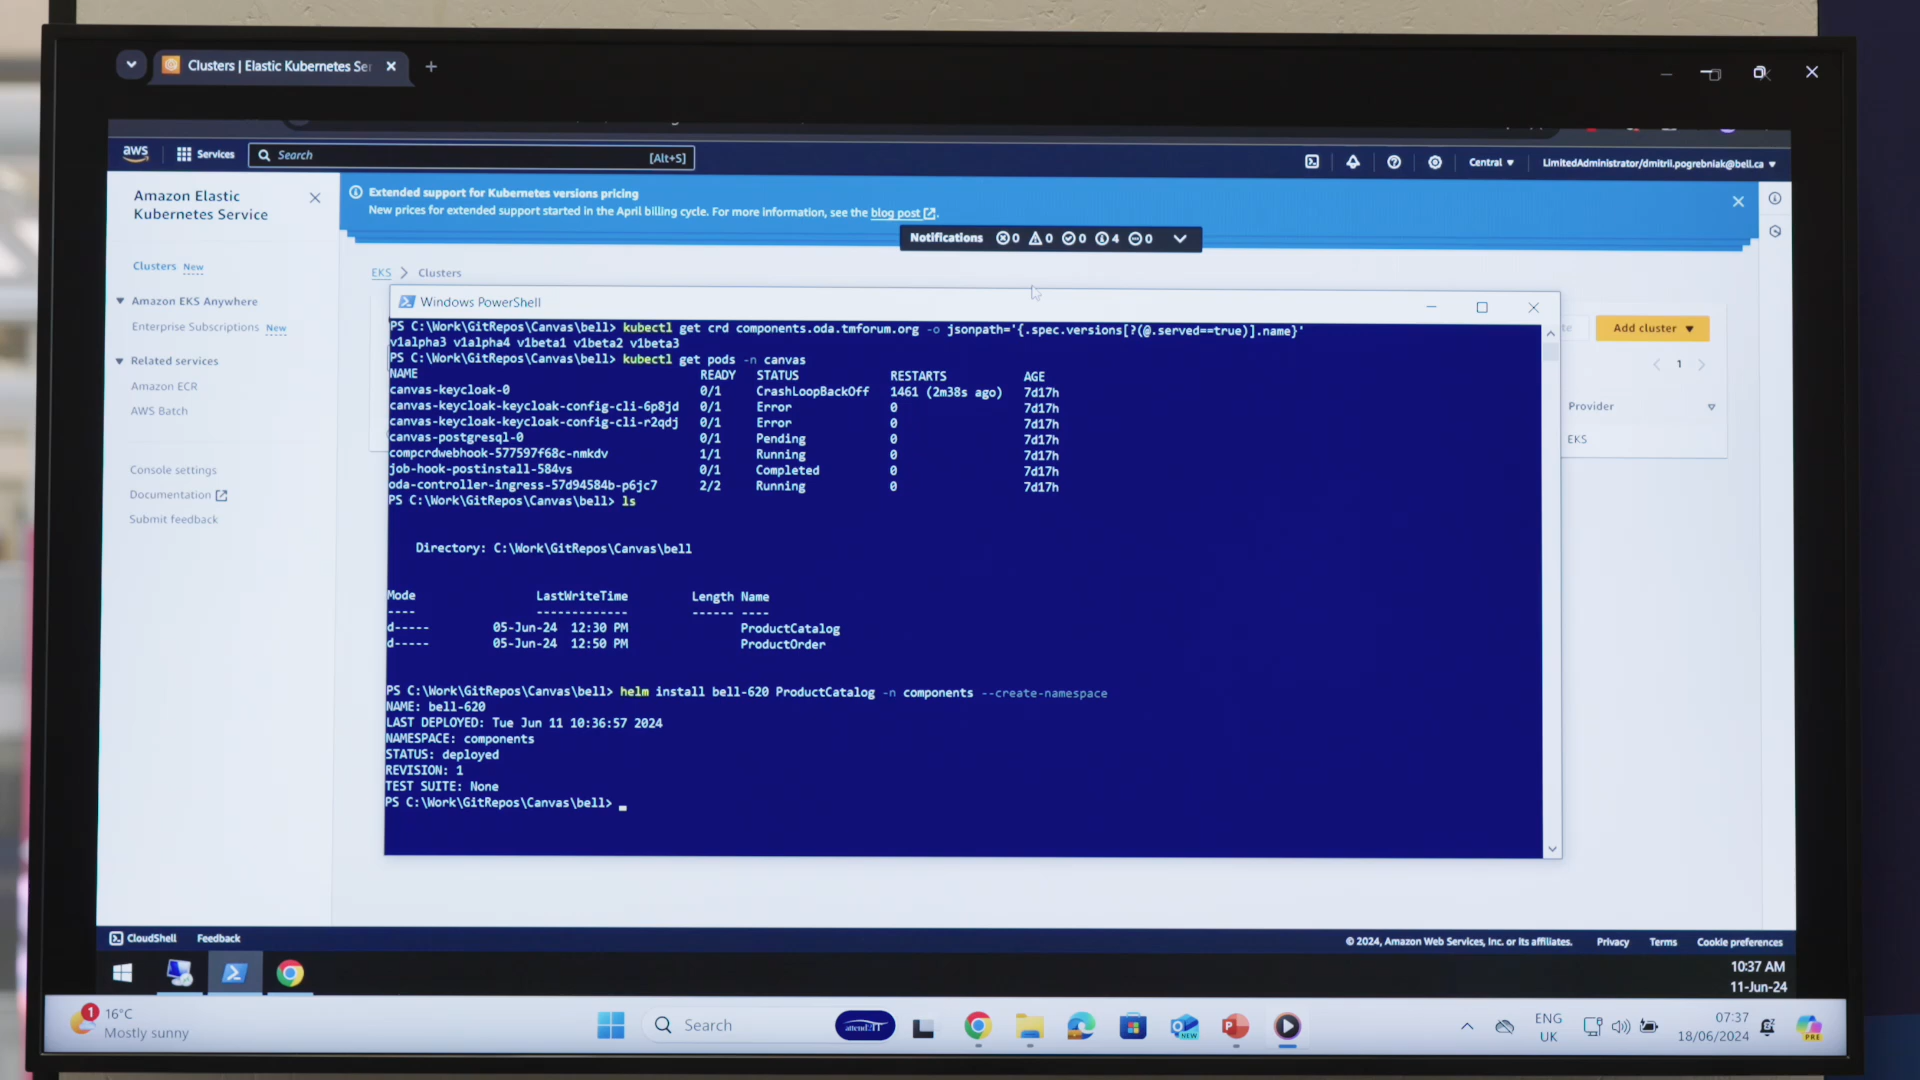 Clusters | Elastic Kubernetes Se
aws
Services
Search
[Alt+S]
Central
LimitedAdministrator/dmitrii.pogrebniak@bell.ca
Amazon Elastic
Kubernetes Service
Extended support for Kubernetes versions pricing
New prices for extended support started in the April billing cycle. For more information, see the blog post.
Notifications 0 0 0 4 0
Clusters New
Amazon EKS Anywhere
Enterprise Subscriptions New
Related services
Amazon ECR
AWS Batch
Console settings
Documentation
Submit feedback
EKS > Clusters
Add cluster
1
Provider
EKS
Windows PowerShell
PS C:\Work\GitRepos\Canvas\bell> kubectl get crd components.oda.tmforum.org -o jsonpath='{.spec.versions[?(@.served==true)].name}'
v1alpha3 v1alpha4 v1beta1 v1beta2 v1beta3
PS C:\Work\GitRepos\Canvas\bell> kubectl get pods -n canvas
NAME READY STATUS RESTARTS AGE
canvas-keycloak-0 0/1 CrashLoopBackOff 1461 (2m38s ago) 7d17h
canvas-keycloak-keycloak-config-cli-6p8jd 0/1 Error 0 7d17h
canvas-keycloak-keycloak-config-cli-r2qdj 0/1 Error 0 7d17h
canvas-postgresql-0 0/1 Pending 0 7d17h
compcrdwebhook-577597f68c-nmkdv 1/1 Running 0 7d17h
job-hook-postinstall-584vs 0/1 Completed 0 7d17h
oda-controller-ingress-57d94584b-p6jc7 2/2 Running 0 7d17h
PS C:\Work\GitRepos\Canvas\bell> ls
Directory: C:\Work\GitRepos\Canvas\bell
Mode LastWriteTime Length Name
---- ------------- ------ ----
d----- 05-Jun-24 12:30 PM ProductCatalog
d----- 05-Jun-24 12:50 PM ProductOrder
PS C:\Work\GitRepos\Canvas\bell> helm install bell-620 ProductCatalog -n components --create-namespace
NAME: bell-620
LAST DEPLOYED: Tue Jun 11 10:36:57 2024
NAMESPACE: components
STATUS: deployed
REVISION: 1
TEST SUITE: None
PS C:\Work\GitRepos\Canvas\bell> _
CloudShell Feedback
© 2024, Amazon Web Services, Inc. or its affiliates. Privacy Terms Cookie preferences
10:37 AM
11-Jun-24
1
16°C
Mostly sunny
Search
NEW
ENG
UK
07:37
18/06/2024
PRE